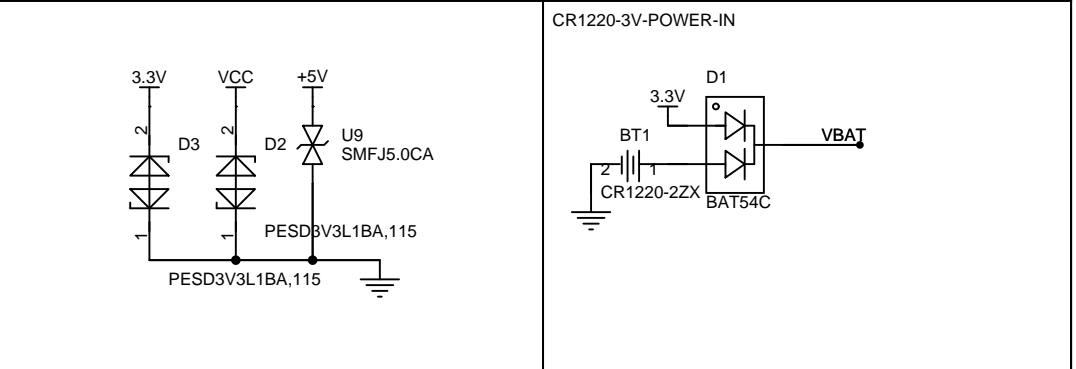 CR1220-3V-POWER-IN
3.3V
VCC
+5V
2
D3
2
D2
U9
SMFJ5.0CA
1
1
PESD3V3L1BA,115
PESD3V3L1BA,115
D1
3.3V
BT1
VBAT
2
1
CR1220-2ZX
BAT54C